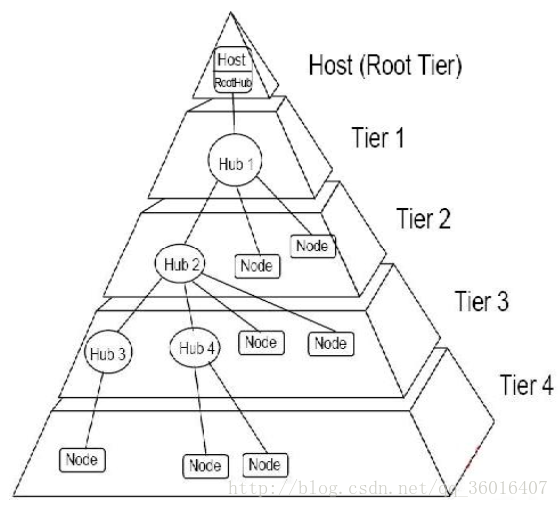 Host
RootHub
Host (Root Tier)
Tier 1
Hub 1
Tier 2
Node
Hub 2
Node
Tier 3
Hub 3
Hub 4
Node
Node
Tier 4
Node
Node
Node
http://blog.csdn.net/qq_36016407